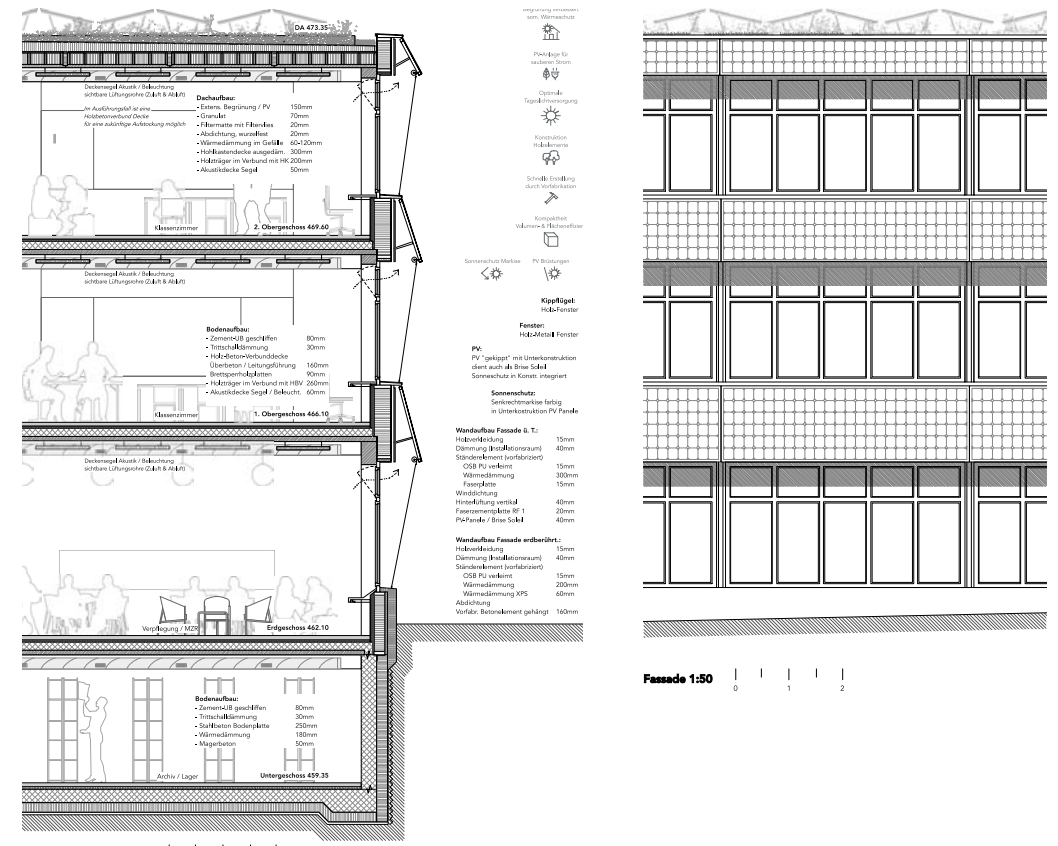 DA 473.35
Deckensegel Akustik / Beleuchtung
sichtbare Lüftungsrohre (Zuluft & Abluft)
Im Ausführungsfall ist eine
Holzbetonverbund Decke
für eine zukünftige Aufstockung möglich
Dachaufbau:
- Extens. Begrünung / PV 150mm
- Granulat 70mm
- Filtermatte mit Filtervlies 20mm
- Abdichtung, wurzelfest 20mm
- Wärmedämmung im Gefälle 60-120mm
- Hohlkastendecke ausgedäm. 300mm
- Holzträger im Verbund mit HK 200mm
- Akustikdecke Segel 50mm
Klassenzimmer
2. Obergeschoss 469.60
Deckensegel Akustik / Beleuchtung
sichtbare Lüftungsrohre (Zuluft & Abluft)
Bodenaufbau:
- Zement-UB geschliffen 80mm
- Trittschalldämmung 30mm
- Holz-Beton-Verbunddecke
Überbeton / Leitungsführung 160mm
- Brettsperrholzplatten 90mm
- Holzträger im Verbund mit HBV 260mm
- Akustikdecke Segel / Beleucht. 60mm
Klassenzimmer
1. Obergeschoss 466.10
Deckensegel Akustik / Beleuchtung
sichtbare Lüftungsrohre (Zuluft & Abluft)
Verpflegung / MZR
Erdgeschoss 462.10
Bodenaufbau:
- Zement-UB geschliffen 80mm
- Trittschalldämmung 30mm
- Stahlbeton Bodenplatte 250mm
- Wärmedämmung 180mm
- Magerbeton 50mm
Archiv / Lager
Untergeschoss 459.35
som. Wärmeschutz
PV-Anlage für
sauberen Strom
Optimale
Tageslichtversorgung
Konstruktion
Holzelemente
Schnelle Erstellung
durch Vorfabrikation
Kompaktheit
Volumen- & Flächeneffizienz
Sonnenschutz Markise
PV Brüstungen
Kippflügel:
Holz-Fenster
Fenster:
Holz-Metall Fenster
PV:
PV "gekippt" mit Unterkonstruktion
dient auch als Brise Soleil
Sonneschutz in Konstr. integriert
Sonnenschutz:
Senkrechtmarkise farbig
in Unterkostruktion PV Panele
Wandaufbau Fassade ü. T.:
Holzverkleidung 15mm
Dämmung (Installationsraum) 40mm
Ständerelement (vorfabriziert)
OSB PU verleimt 15mm
Wärmedämmung 300mm
Faserplatte 15mm
Winddichtung
Hinterlüftung vertikal 40mm
Faserzementplatte RF 1 20mm
PV-Panele / Brise Soleil 40mm
Wandaufbau Fassade erdberührt.:
Holzverkleidung 15mm
Dämmung (Installationsraum) 40mm
Ständerelement (vorfabriziert)
OSB PU verleimt 15mm
Wärmedämmung 200mm
Wärmedämmung XPS 60mm
Abdichtung
Vorfabr. Betonelement gehängt 160mm
Fassade 1:50
0 1 2